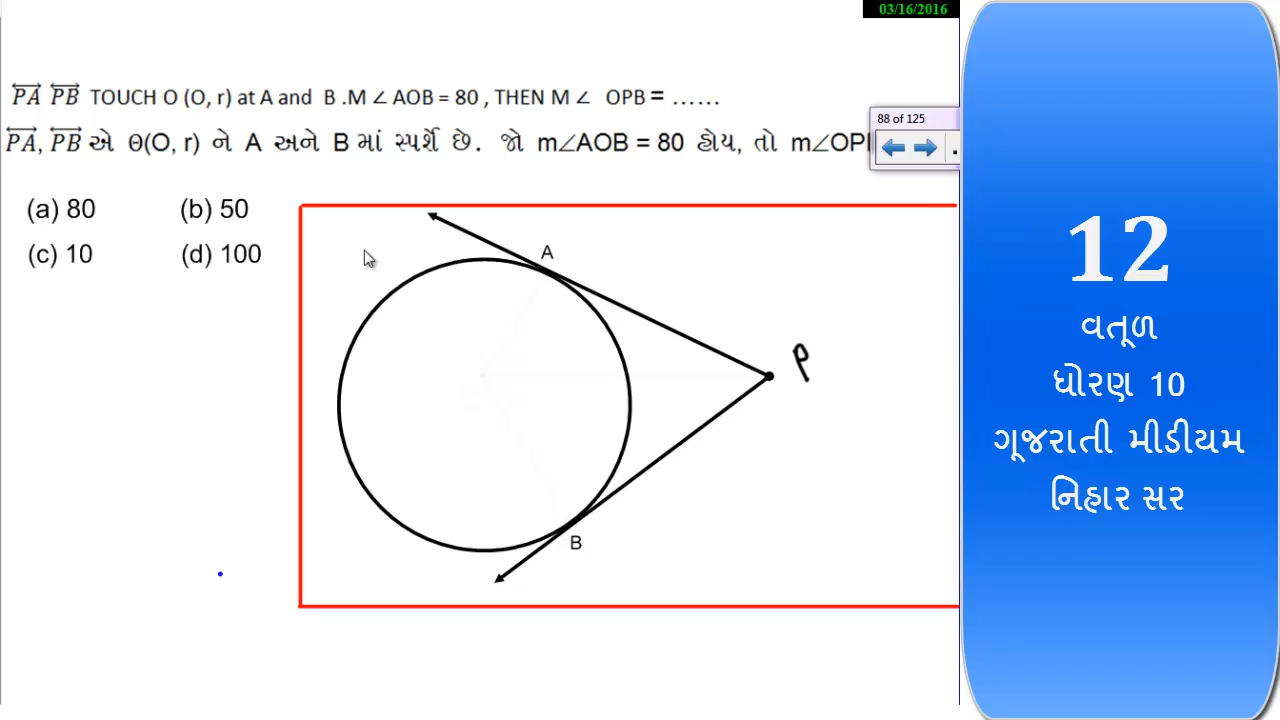 03/16/2016
PA PB TOUCH O (O, r) at A and B .M ∠ AOB = 80 , THEN M ∠ OPB = ......
PA, PB એ Θ(O, r) ને A અને B માં સ્પર્શે છે. જો m∠AOB = 80 હોય, તો m∠OP
88 of 125
(a) 80 (b) 50
(c) 10 (d) 100
A
P
B
12
વતૂળ
ધોરણ 10
ગૂજરાતી મીડીયમ
નિહાર સર